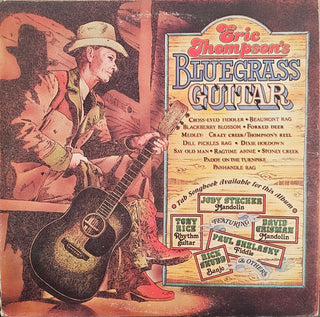 Eric
Thompson's
BLUEGRASS
GUITAR
CROSS-EYED FIDDLER • BEAUMONT RAG
BLACKBERRY BLOSSOM • FORKED DEER
MEDLEY: CRAZY CREEK/THOMPSON'S REEL
DILL PICKLES RAG • DIXIE HOEDOWN
SAY OLD MAN • RAGTIME ANNIE • STONEY CREEK
PADDY ON THE TURNPIKE
PANHANDLE RAG
Tab Songbook Available for this Album
JODY STECHER
Mandolin
FEATURING
TONY
RICE
Rhythm
guitar
DAVID
GRISMAN
Mandolin
PAUL SHELASKY
Fiddle
RICK
SHUBB
Banjo
& OTHERS